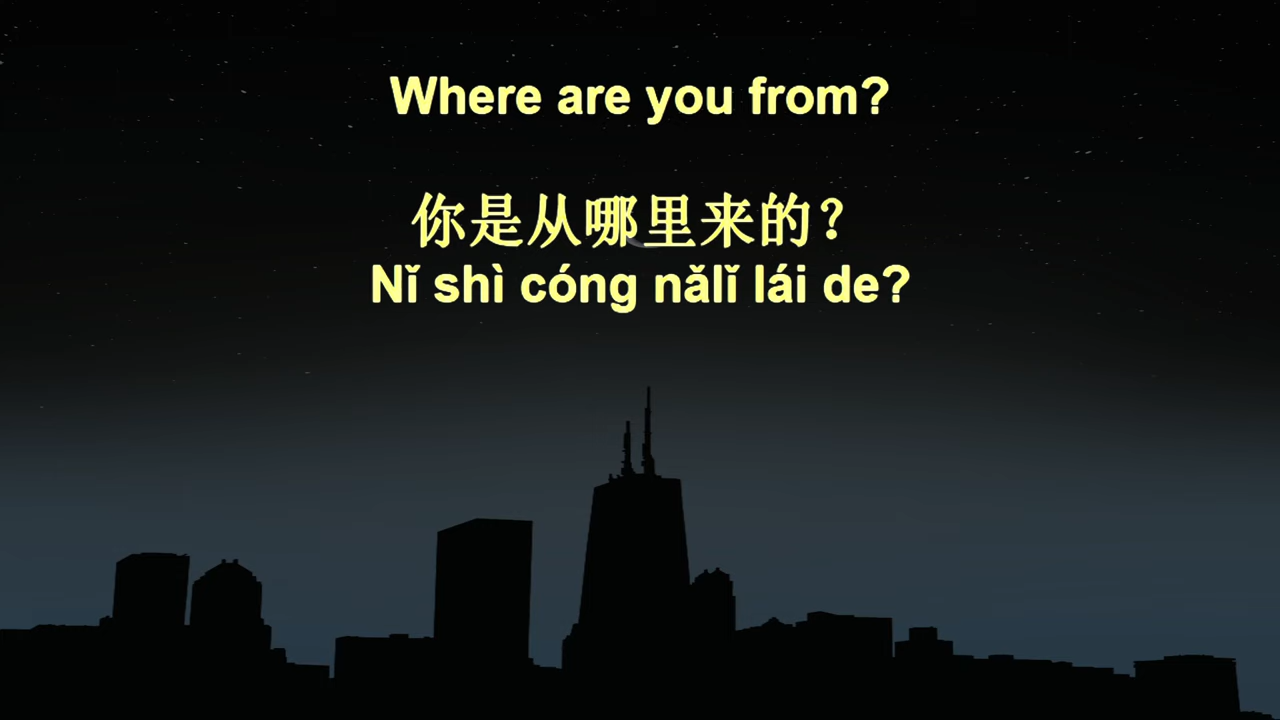 Where are you from?
你是从哪里来的？
Nǐ shì cóng nǎlǐ lái de?